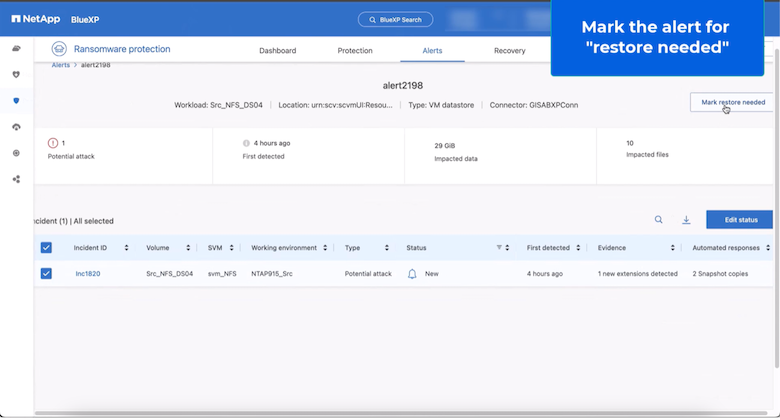 NetApp
BlueXP
BlueXP Search
Mark the alert for
"restore needed"
Ransomware protection
Dashboard
Protection
Alerts
Recovery
Alerts > alert2198
alert2198
Workload: Src_NFS_DS04 | Location: urn:scv:scvmUI:Resou... | Type: VM datastore | Connector: GISABXPConn
Mark restore needed
1
Potential attack
4 hours ago
First detected
29 GiB
Impacted data
10
Impacted files
ncident (1) | All selected
Edit status
Incident ID Volume SVM Working environment Type Status First detected Evidence Automated responses
Inc1820 Src_NFS_DS04 svm_NFS NTAP915_Src Potential attack New 4 hours ago 1 new extensions detected 2 Snapshot copies